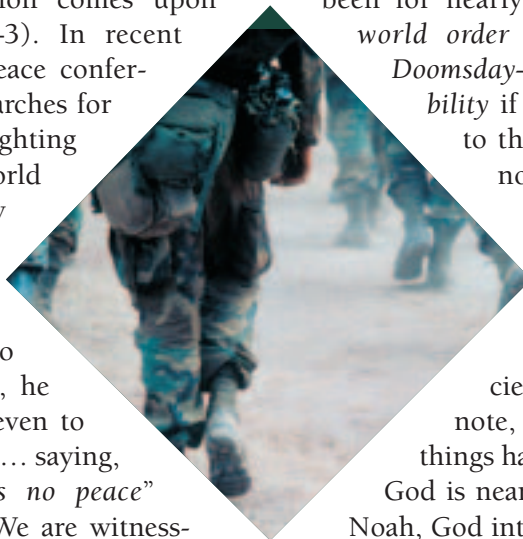 ion comes upon
-3). In recent
eace confer-
arches for
ghting
orld
y
o
, he
even to
… saying,
s no peace”
We are witness-
been for nearly
world order
Doomsday-
bility if
to th
no
cie
note,
things ha
God is near
Noah, God int